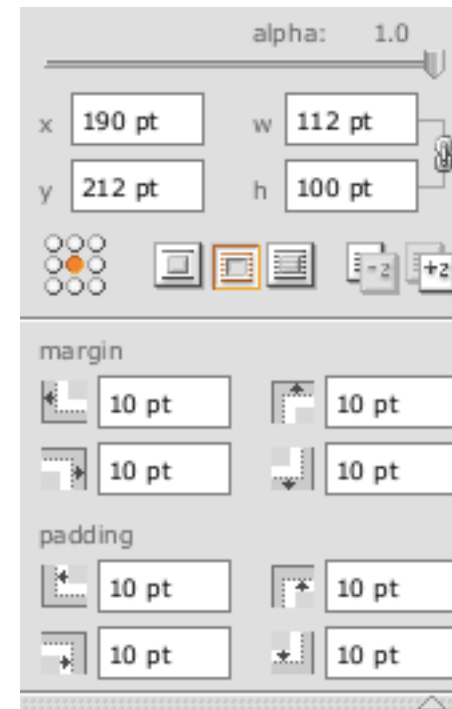 alpha: 1.0
x 190 pt w 112 pt
y 212 pt h 100 pt
-z +z
margin
10 pt 10 pt
10 pt 10 pt
padding
10 pt 10 pt
10 pt 10 pt